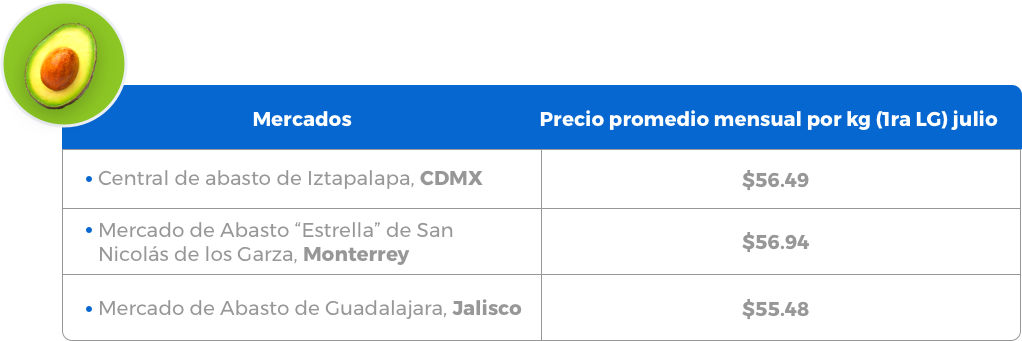 Mercados
Precio promedio mensual por kg (1ra LG) julio
• Central de abasto de Iztapalapa, CDMX
$56.49
• Mercado de Abasto “Estrella” de San
Nicolás de los Garza, Monterrey
$56.94
• Mercado de Abasto de Guadalajara, Jalisco
$55.48